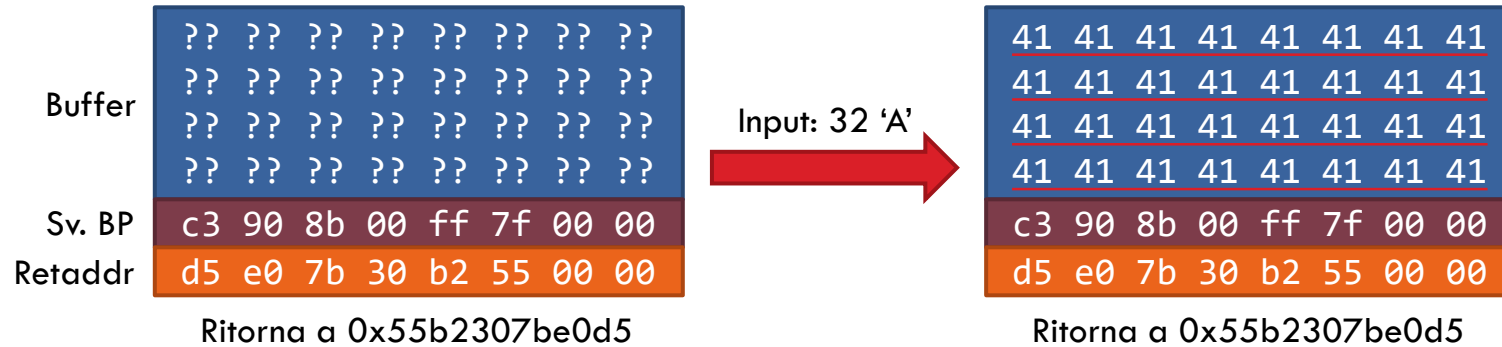 ?? ?? ?? ?? ?? ?? ?? ??
?? ?? ?? ?? ?? ?? ?? ??
Buffer
?? ?? ?? ?? ?? ?? ?? ??
?? ?? ?? ?? ?? ?? ?? ??
Sv. BP c3 90 8b 00 ff 7f 00 00
Retaddr d5 e0 7b 30 b2 55 00 00
Ritorna a 0x55b2307be0d5
Input: 32 ‘A’
41 41 41 41 41 41 41 41
41 41 41 41 41 41 41 41
41 41 41 41 41 41 41 41
41 41 41 41 41 41 41 41
c3 90 8b 00 ff 7f 00 00
d5 e0 7b 30 b2 55 00 00
Ritorna a 0x55b2307be0d5